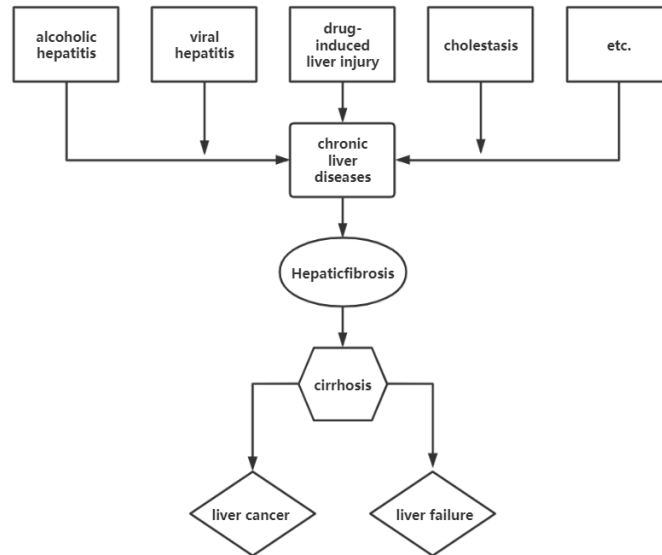 alcoholic
hepatitis
viral
hepatitis
drug-
induced
liver injury
cholestasis
etc.
chronic
liver
diseases
Hepaticfibrosis
cirrhosis
liver cancer
liver failure